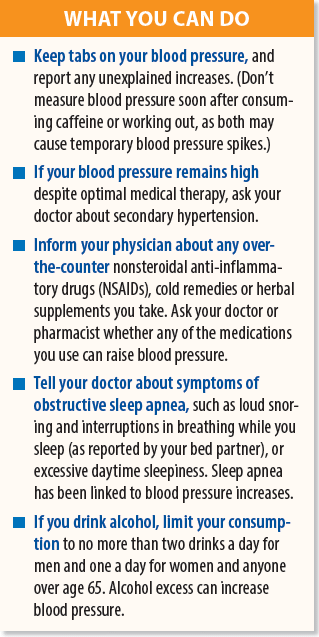 WHAT YOU CAN DO
Keep tabs on your blood pressure, and
report any unexplained increases. (Don’t
measure blood pressure soon after consum-
ing caffeine or working out, as both may
cause temporary blood pressure spikes.)
If your blood pressure remains high
despite optimal medical therapy, ask your
doctor about secondary hypertension.
Inform your physician about any over-
the-counter nonsteroidal anti-inflamma-
tory drugs (NSAIDs), cold remedies or herbal
supplements you take. Ask your doctor or
pharmacist whether any of the medications
you use can raise blood pressure.
Tell your doctor about symptoms of
obstructive sleep apnea, such as loud snor-
ing and interruptions in breathing while you
sleep (as reported by your bed partner), or
excessive daytime sleepiness. Sleep apnea
has been linked to blood pressure increases.
If you drink alcohol, limit your consump-
tion to no more than two drinks a day for
men and one a day for women and anyone
over age 65. Alcohol excess can increase
blood pressure.